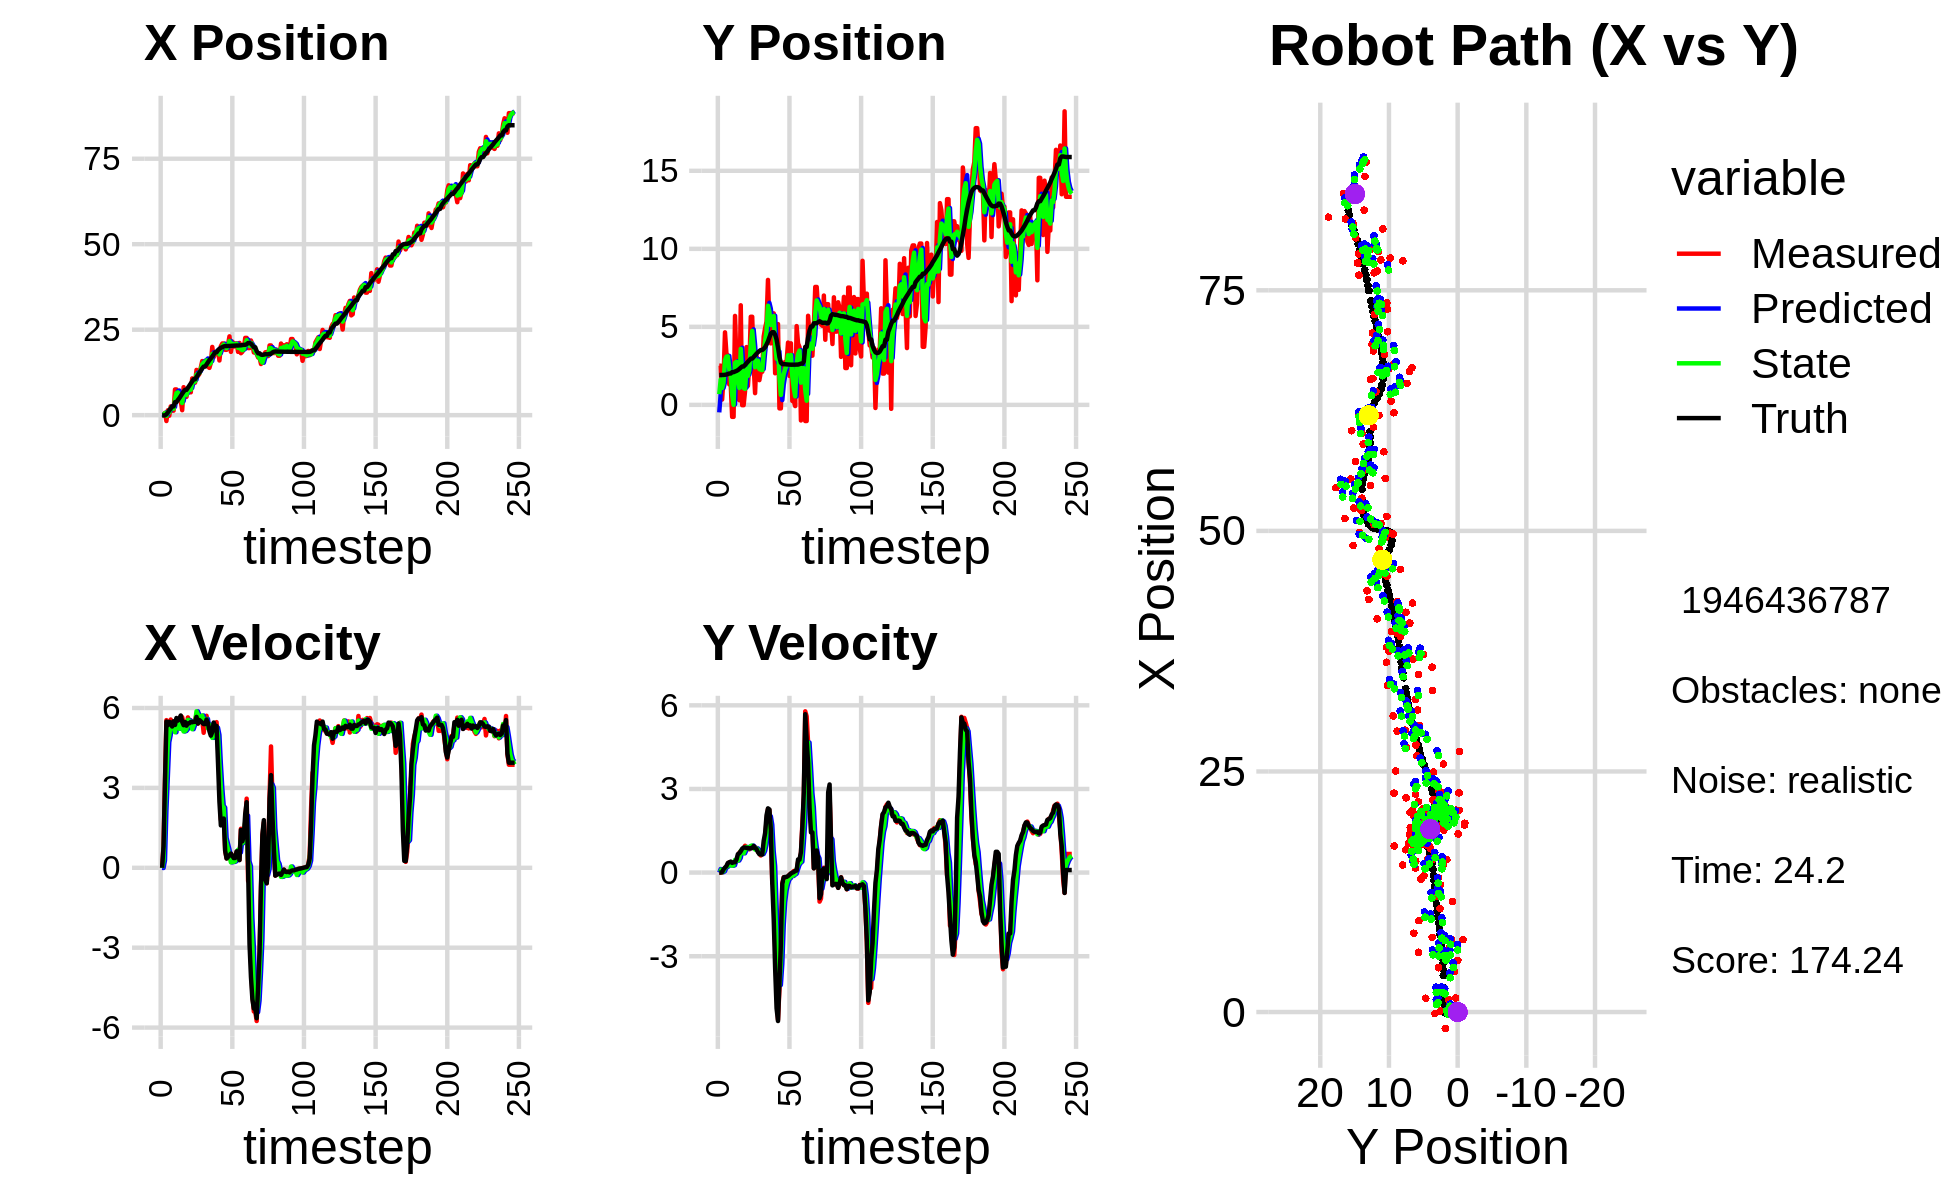 X Position
75
50
25
0
0
50
100
150
200
250
timestep
Y Position
15
10
5
0
0
50
100
150
200
250
timestep
X Velocity
6
3
0
-3
-6
0
50
100
150
200
250
timestep
Y Velocity
6
3
0
-3
0
50
100
150
200
250
timestep
Robot Path (X vs Y)
X Position
75
50
25
0
20 10 0 -10 -20
Y Position
variable
Measured
Predicted
State
Truth
1946436787
Obstacles: none
Noise: realistic
Time: 24.2
Score: 174.24